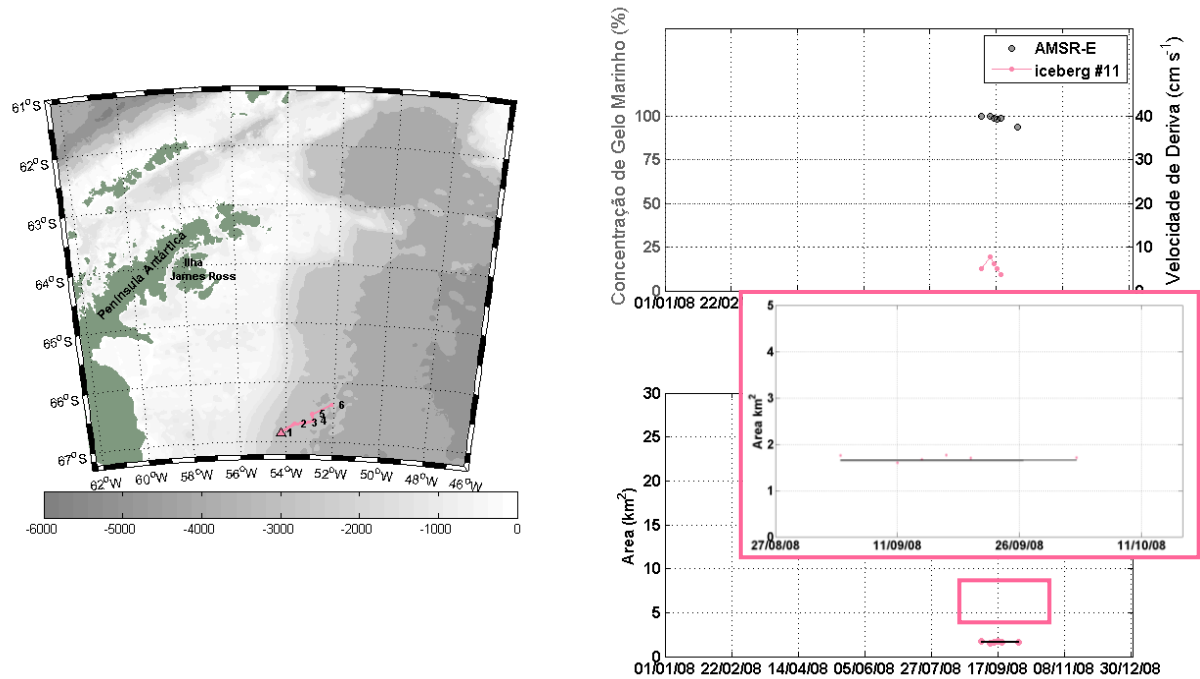 61°S
62°S
63°S
64°S
65°S
66°S
67°S
Península Antártica
Ilha
James Ross
1
2
3
4
5
6
62°W 60°W 58°W 56°W 54°W 52°W 50°W 48°W 46°W
-6000 -5000 -4000 -3000 -2000 -1000 0
Concentração de Gelo Marinho (%)
100
75
50
25
0
AMSR-E
iceberg #11
Velocidade de Deriva (cm s-1)
40
30
20
10
0
01/01/08 22/02
Area km2
5
4
3
2
1
0
27/08/08 11/09/08 26/09/08 11/10/08
Area (km2)
30
25
20
15
10
5
0
01/01/08 22/02/08 14/04/08 05/06/08 27/07/08 17/09/08 08/11/08 30/12/08